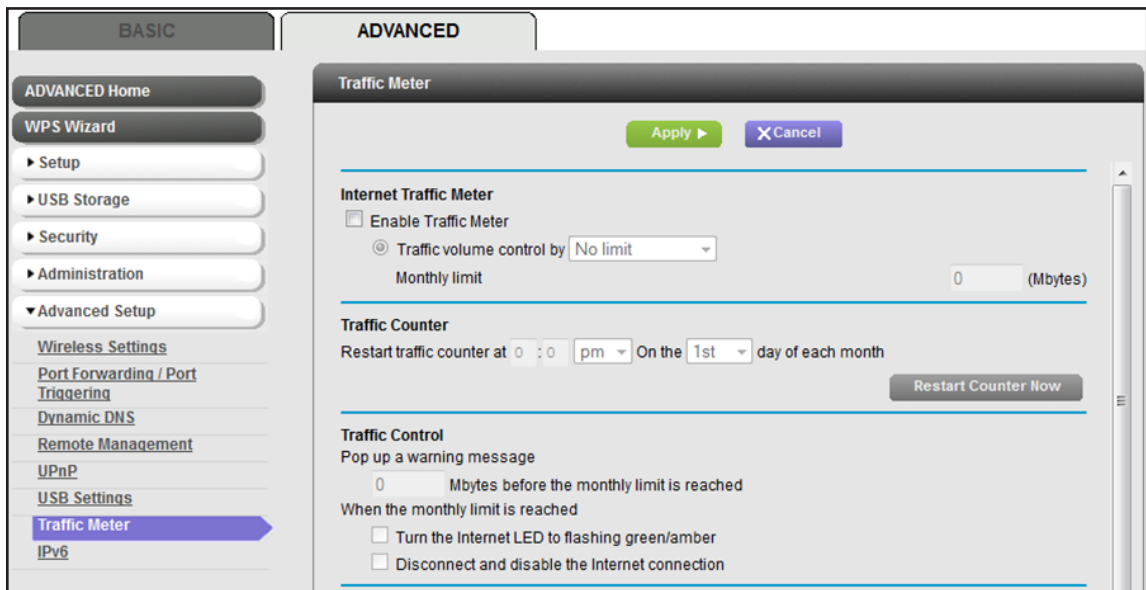 BASIC
ADVANCED
ADVANCED Home
WPS Wizard
Setup
USB Storage
Security
Administration
Advanced Setup
Wireless Settings
Port Forwarding / Port
Triggering
Dynamic DNS
Remote Management
UPnP
USB Settings
Traffic Meter
IPv6
Traffic Meter
Apply
Cancel
Internet Traffic Meter
Enable Traffic Meter
Traffic volume control by No limit
Monthly limit 0 (Mbytes)
Traffic Counter
Restart traffic counter at 0 : 0 pm On the 1st day of each month
Restart Counter Now
Traffic Control
Pop up a warning message
0 Mbytes before the monthly limit is reached
When the monthly limit is reached
Turn the Internet LED to flashing green/amber
Disconnect and disable the Internet connection